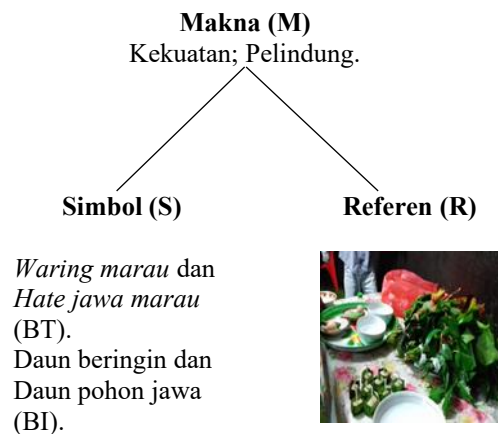 Makna (M)
Kekuatan; Pelindung.
Simbol (S)
Referen (R)
Waring marau dan
Hate jawa marau
(BT).
Daun beringin dan
Daun pohon jawa
(BI).